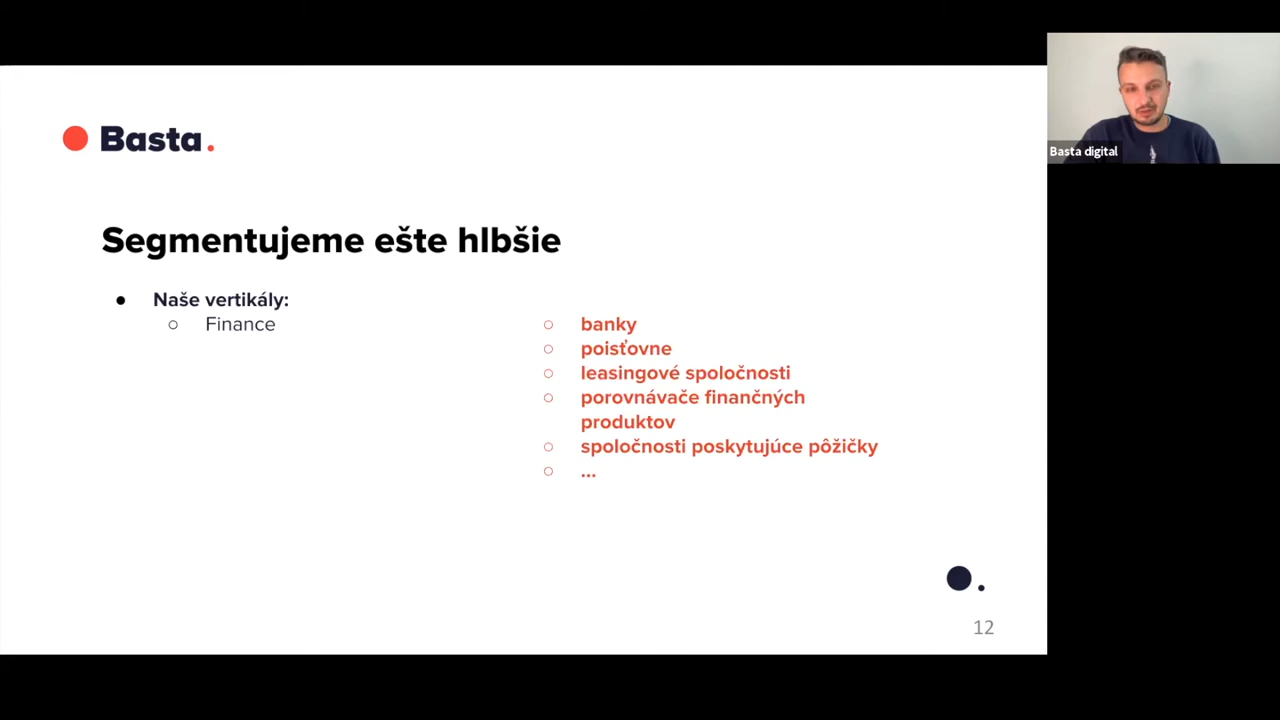 Basta.
Basta digital
Segmentujeme ešte hlbšie
● Naše vertikály:
○ Finance
○ banky
○ poisťovne
○ leasingové spoločnosti
○ porovnávače finančných
produktov
○ spoločnosti poskytujúce pôžičky
○ ...
12